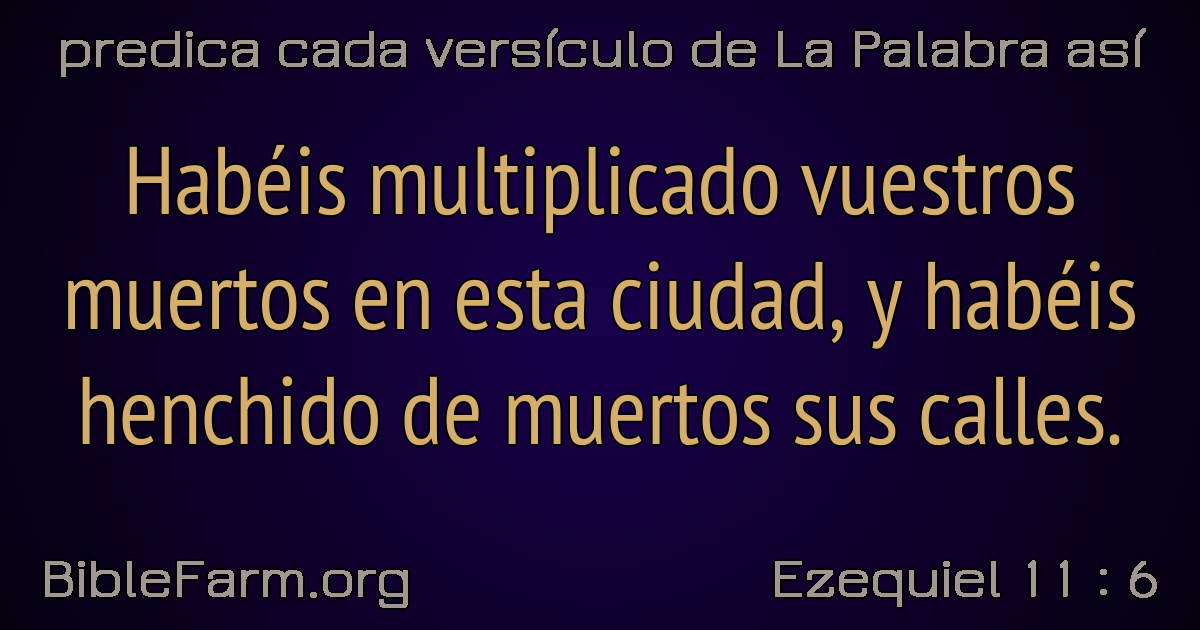 predica cada versículo de La Palabra así
Habéis multiplicado vuestros
muertos en esta ciudad, y habéis
henchido de muertos sus calles.
BibleFarm.org
Ezequiel 11 : 6